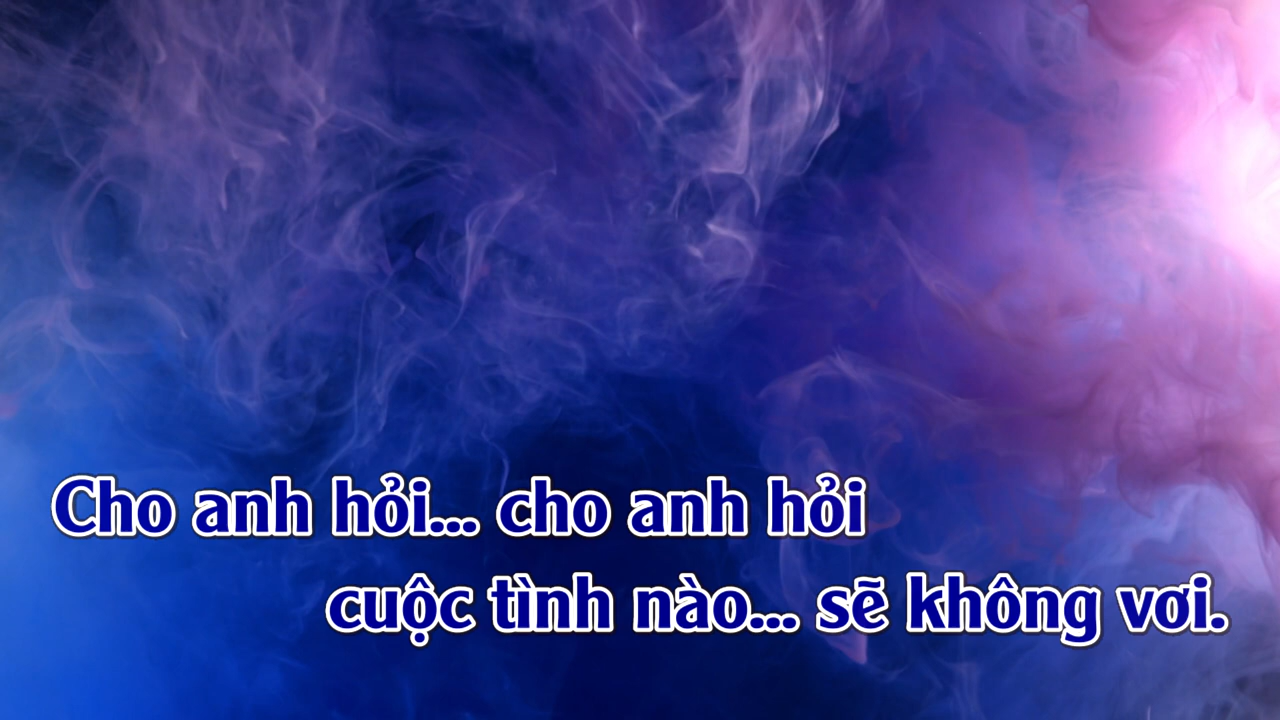 Cho anh hỏi... cho anh hỏi
cuộc tình nào... sẽ không vơi.